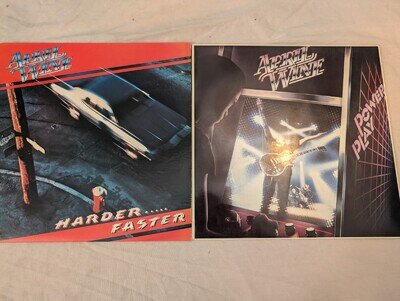 APRIL
WINE
HARDER.....
FASTER
APRIL
WINE
POWER
PLAY